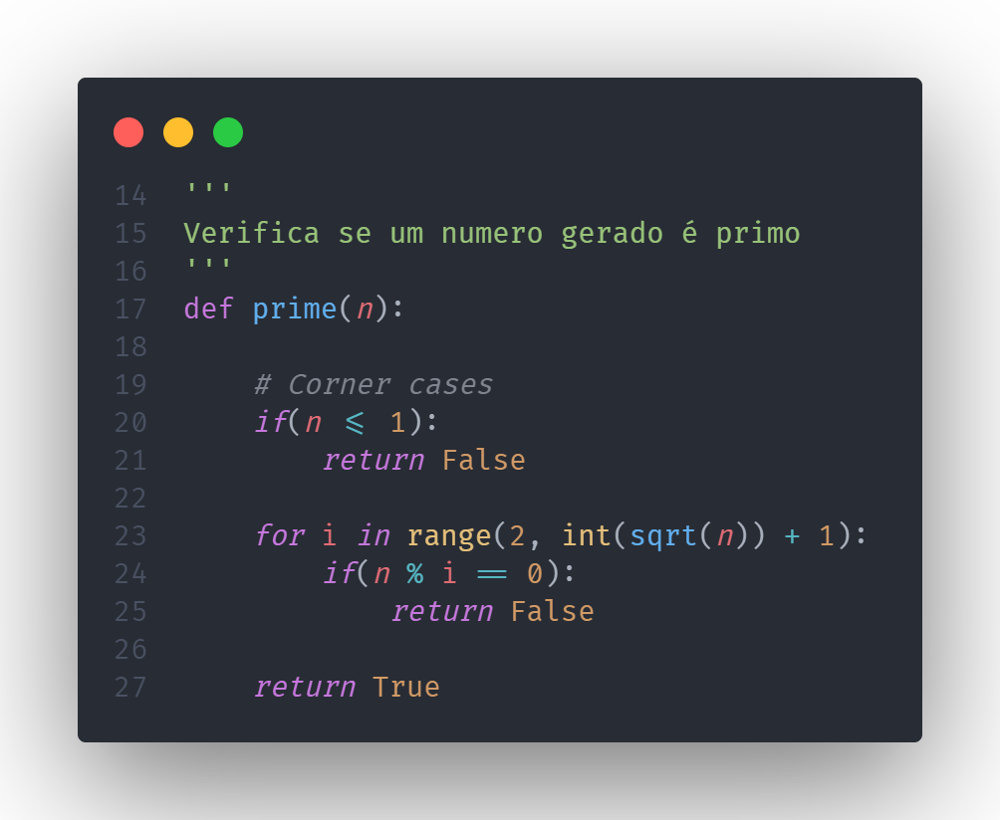 14 '''
15 Verifica se um numero gerado é primo
16 '''
17 def prime(n):
18
19     # Corner cases
20     if(n <= 1):
21         return False
22
23     for i in range(2, int(sqrt(n)) + 1):
24         if(n % i == 0):
25             return False
26
27     return True